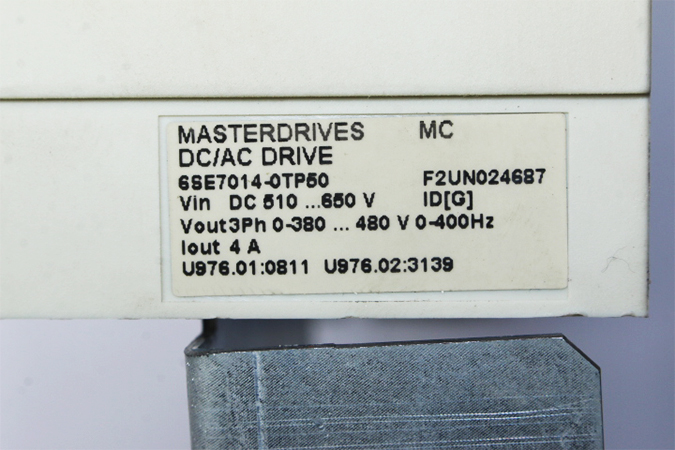 MASTERDRIVES MC
DC/AC DRIVE
6SE7014-0TP50 F2UN024687
Vin DC 510 ...650 V ID[G]
Vout3Ph 0-380 ... 480 V 0-400Hz
Iout 4 A
U976.01:0811 U976.02:3139